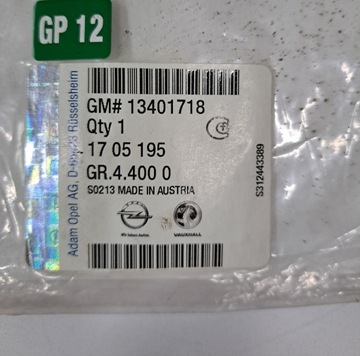 GP 12
GM# 13401718
Qty 1
17 05 195
GR.4.400 0
S0213 MADE IN AUSTRIA
VAUXHALL
Adam Opel AG, Rüsselsheim
S312443389